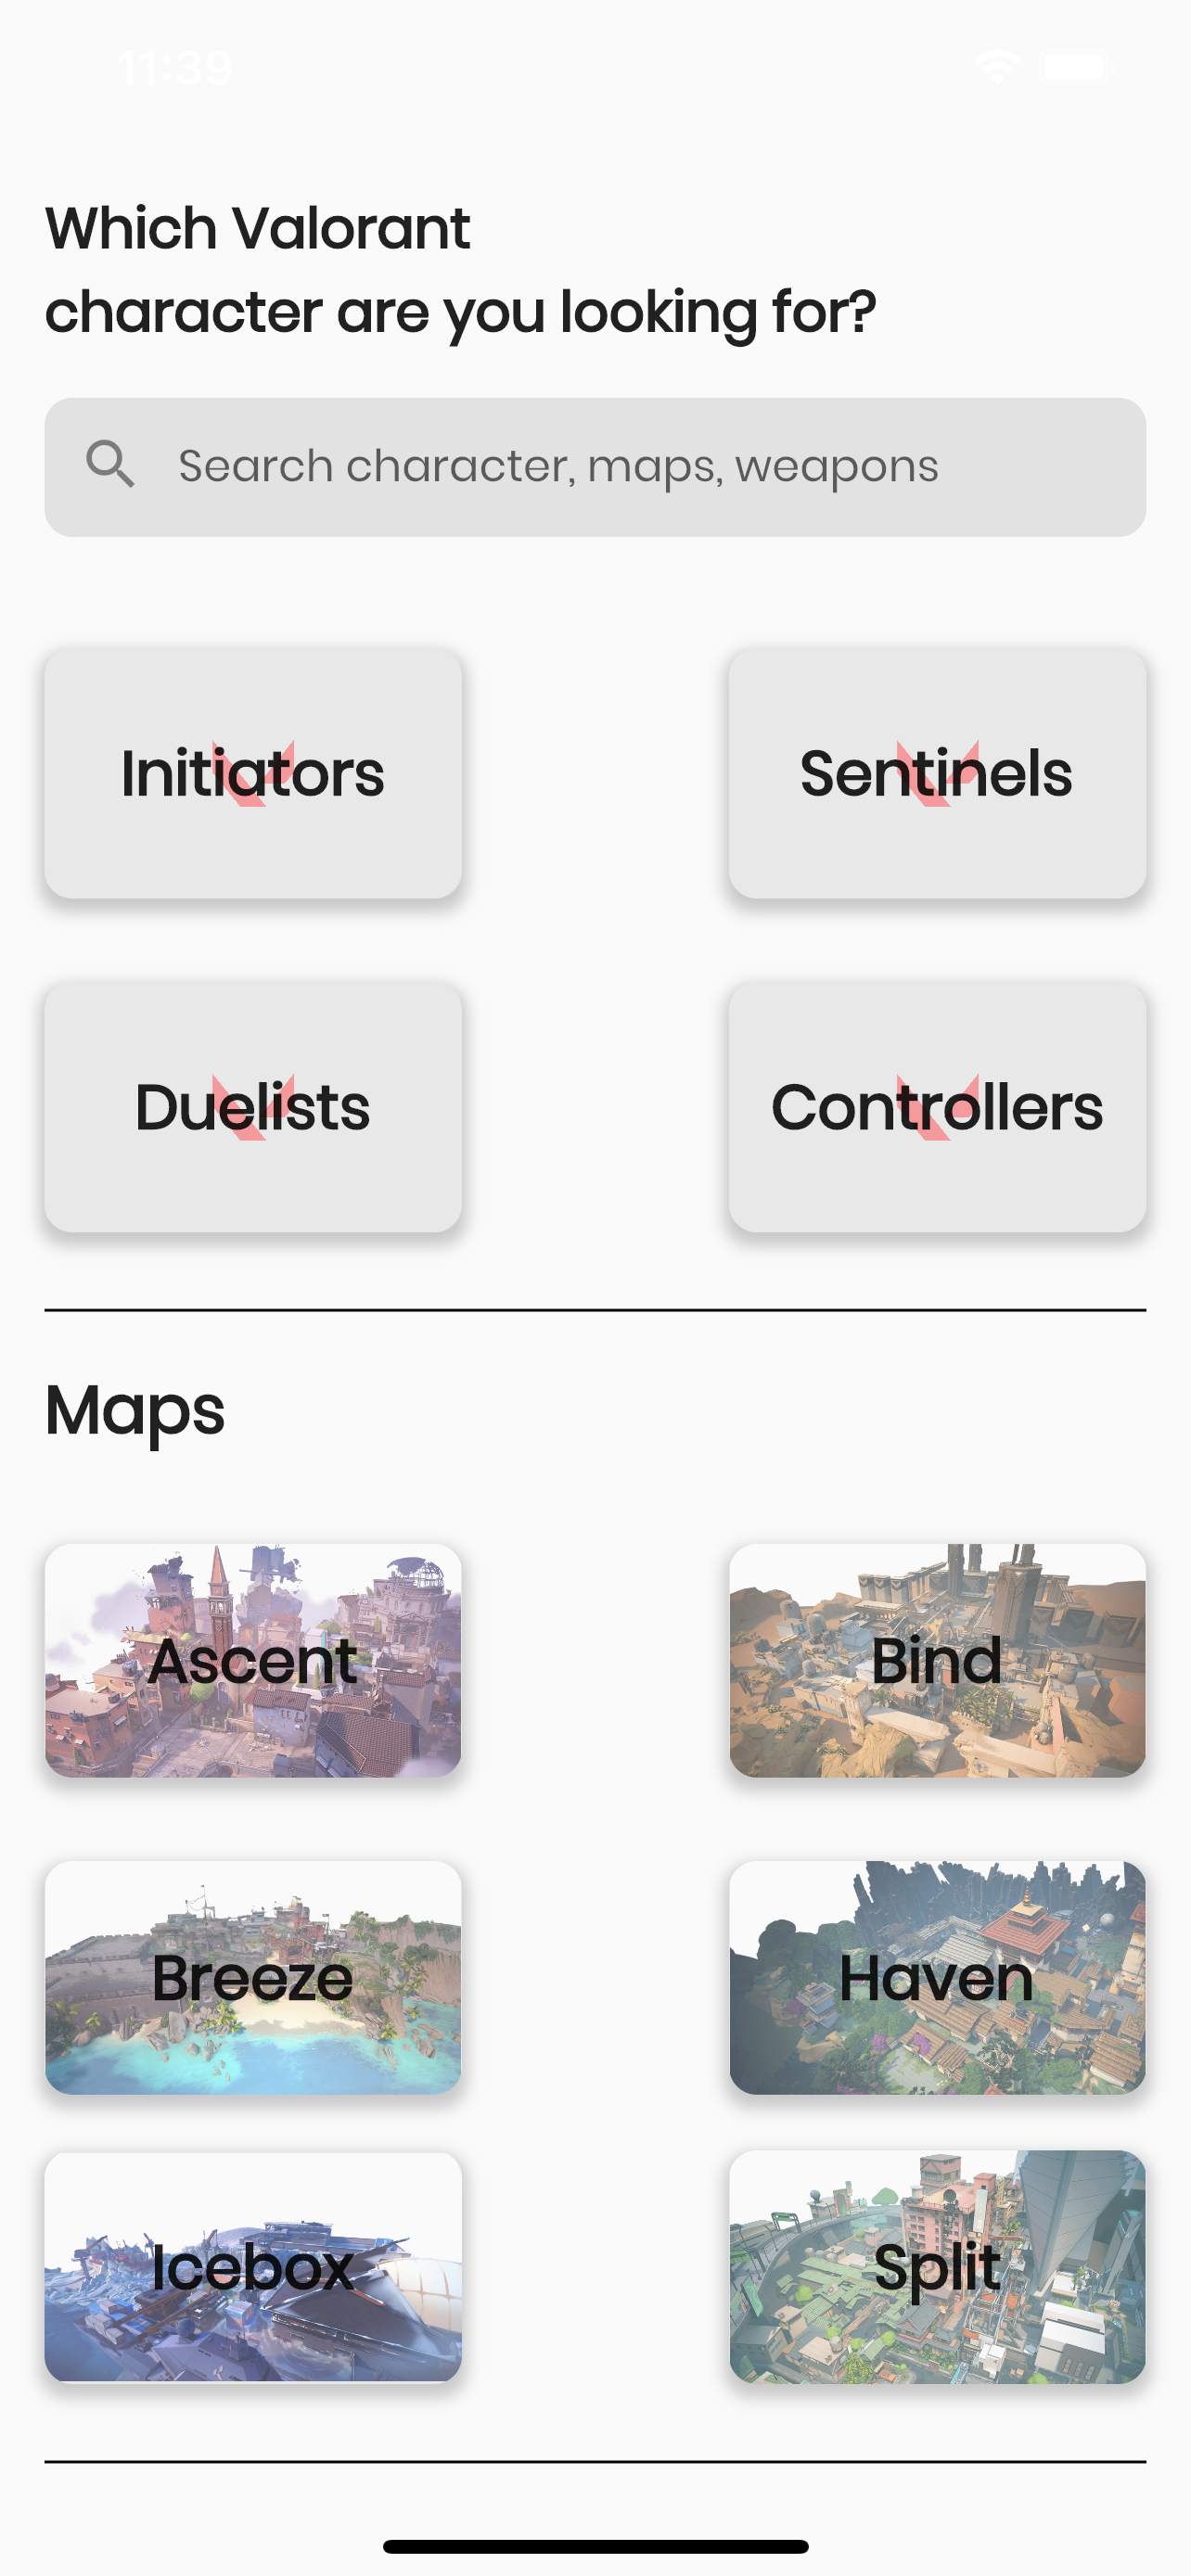 11:39
Which Valorant
character are you looking for?
Search character, maps, weapons
Initiators
Sentinels
Duelists
Controllers
Maps
Ascent
Bind
Breeze
Haven
Icebox
Split